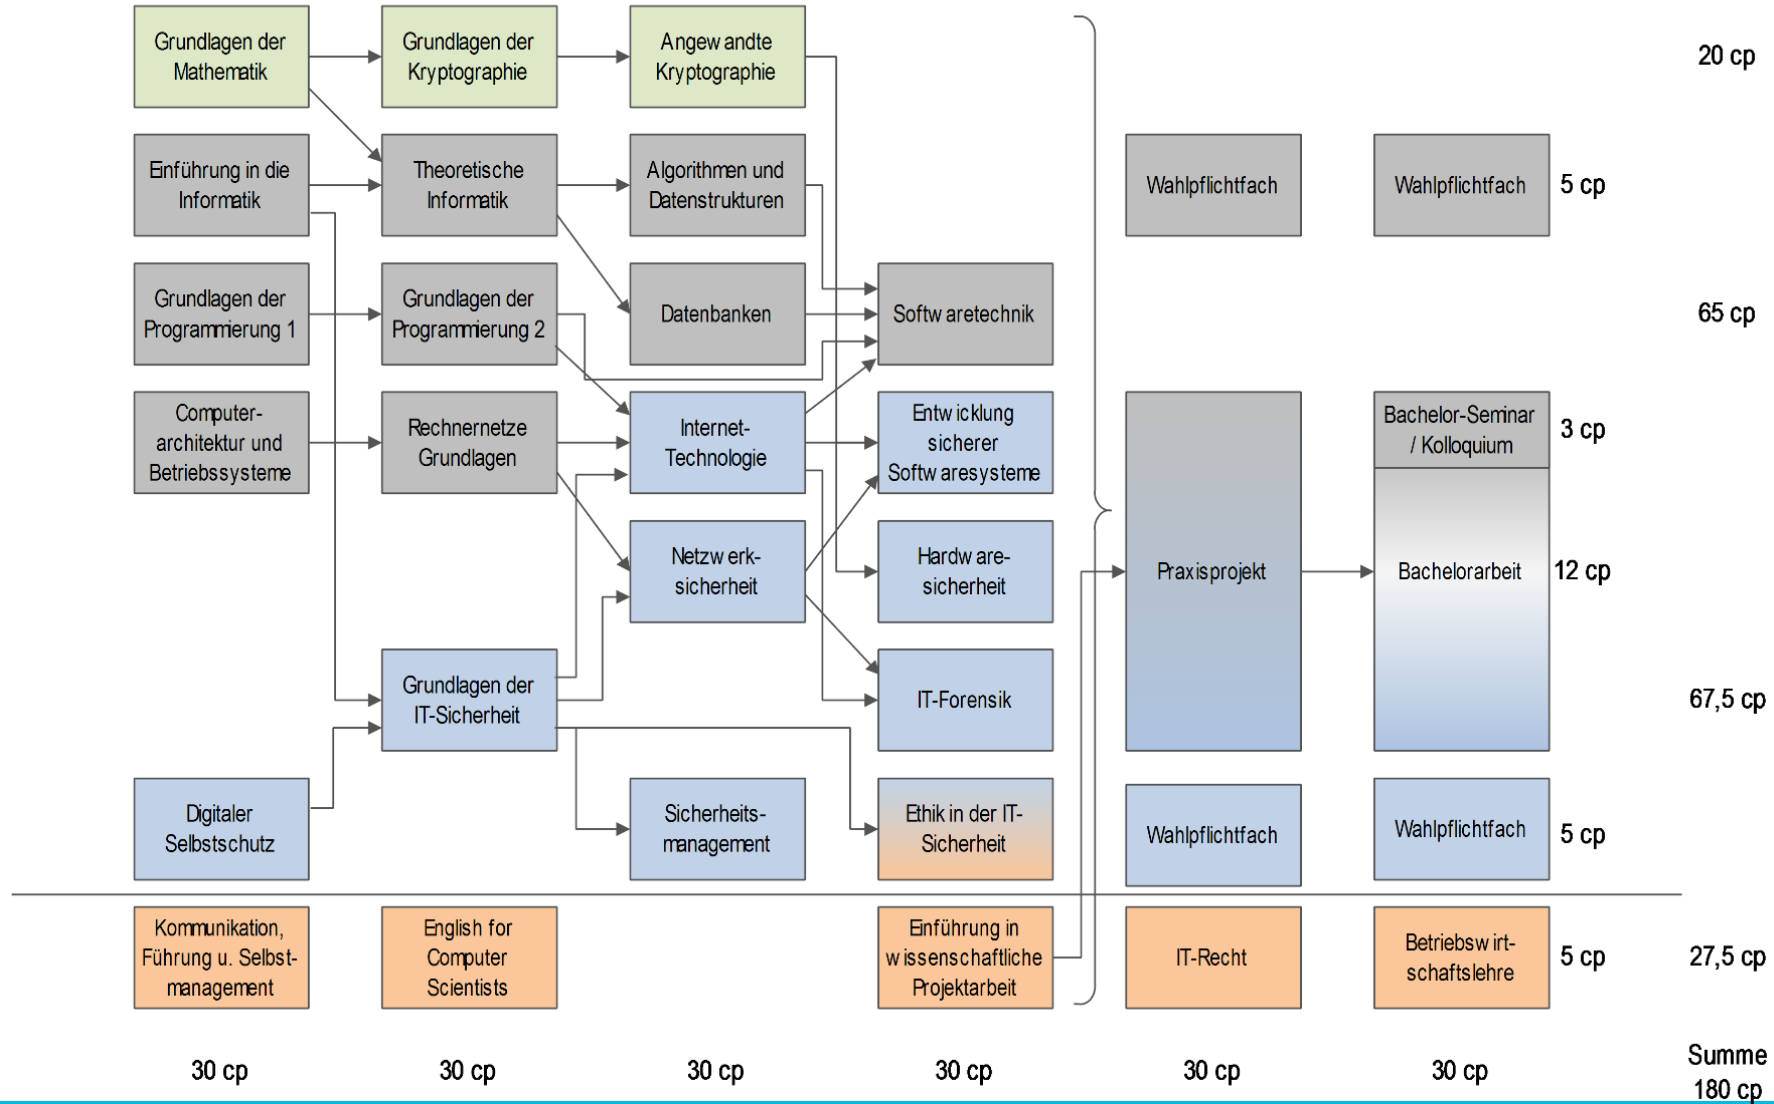 Grundlagen der
Mathematik
Grundlagen der
Kryptographie
Angewandte
Kryptographie
20 cp
Einführung in die
Informatik
Theoretische
Informatik
Algorithmen und
Datenstrukturen
Wahlpflichtfach
Wahlpflichtfach
5 cp
Grundlagen der
Programmierung 1
Grundlagen der
Programmierung 2
Datenbanken
Softwaretechnik
65 cp
Computer-
architektur und
Betriebssysteme
Rechnernetze
Grundlagen
Internet-
Technologie
Entwicklung
sicherer
Softwaresysteme
Bachelor-Seminar
/ Kolloquium
3 cp
Netzwerk-
sicherheit
Hardware-
sicherheit
Praxisprojekt
Bachelorarbeit
12 cp
Grundlagen der
IT-Sicherheit
IT-Forensik
67,5 cp
Digitaler
Selbstschutz
Sicherheits-
management
Ethik in der IT-
Sicherheit
Wahlpflichtfach
Wahlpflichtfach
5 cp
Kommunikation,
Führung u. Selbst-
management
English for
Computer
Scientists
Einführung in
wissenschaftliche
Projektarbeit
IT-Recht
Betriebswirt-
schaftslehre
5 cp
27,5 cp
30 cp
30 cp
30 cp
30 cp
30 cp
30 cp
Summe
180 cp